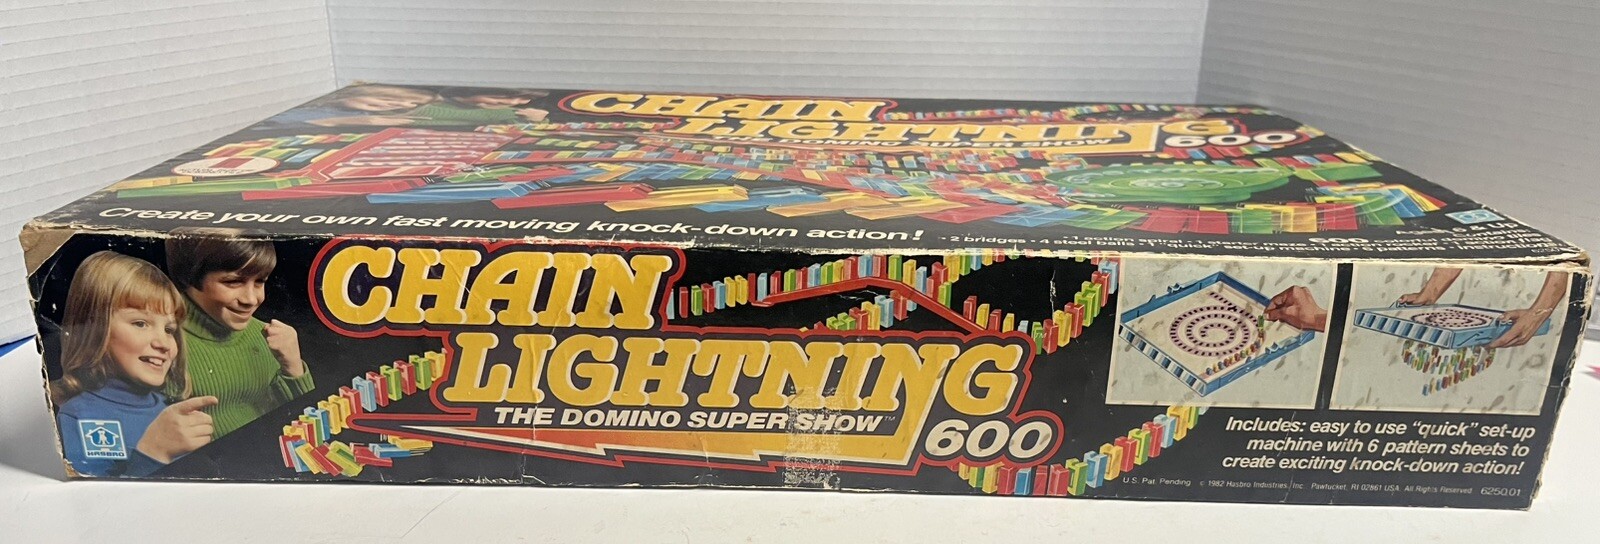 CHAIN
LIGHTNING
THE DOMINO SUPER SHOW
600
Create your own fast moving knock-down action!
• 2 bridges • 4 steel balls
600
CHAIN
LIGHTNING
THE DOMINO SUPER SHOW™
600
HASBRO
Includes: easy to use "quick" set-up
machine with 6 pattern sheets to
create exciting knock-down action!
U.S. Pat. Pending © 1982 Hasbro Industries, Inc. Pawtucket, RI 02861 USA. All Rights Reserved 6250.01